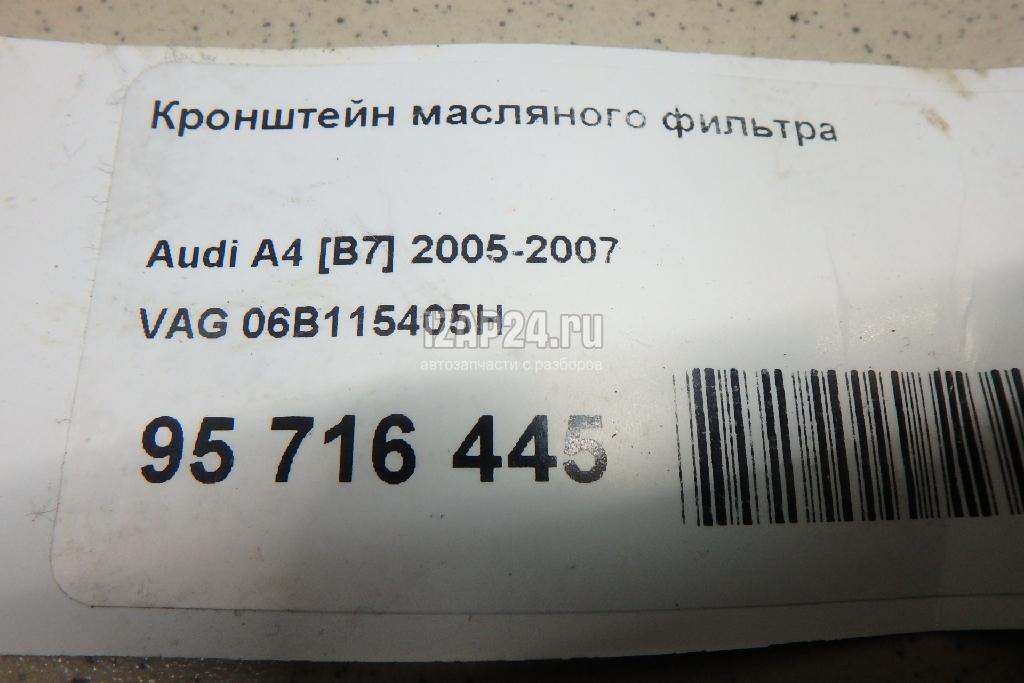 Кронштейн масляного фильтра
Audi A4 [B7] 2005-2007
VAG 06B115405H
IZAP24.ru
автозапчасти с разборов
95 716 445